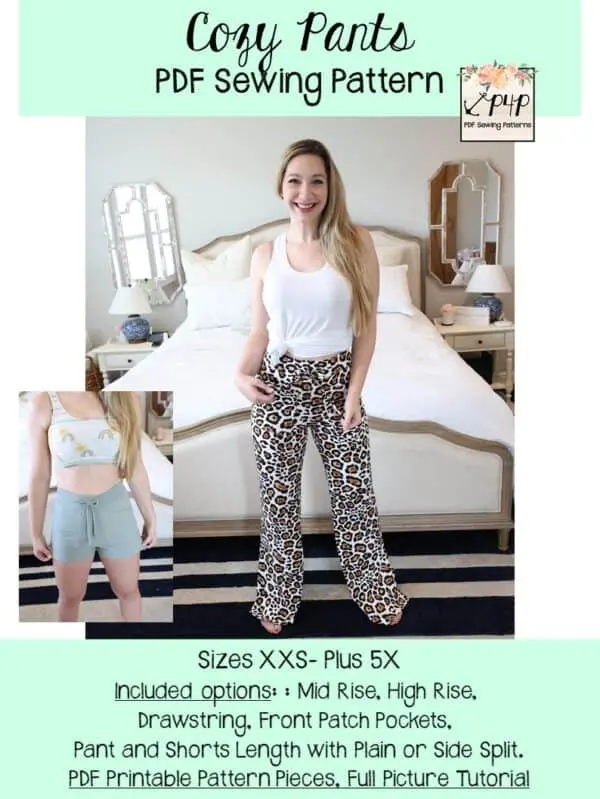 Cozy Pants
PDF Sewing Pattern
P4P
PDF Sewing Patterns
Sizes XXS- Plus 5X
Included options: : Mid Rise, High Rise,
Drawstring, Front Patch Pockets,
Pant and Shorts Length with Plain or Side Split.
PDF Printable Pattern Pieces, Full Picture Tutorial